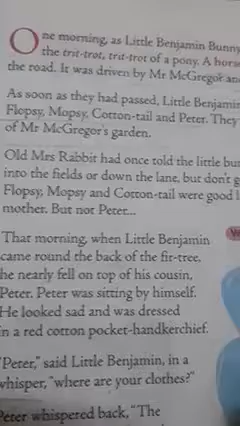 One morning, as Little Benjamin Bunny
the trit-trot, trit-trot of a pony. A horse
the road. It was driven by Mr McGregor and
As soon as they had passed, Little Benjamin
Flopsy, Mopsy, Cotton-tail and Peter. They
of Mr McGregor's garden.
Old Mrs Rabbit had once told the little
into the fields or down the lane, but don't
Flopsy, Mopsy and Cotton-tail were good
mother. But not Peter...
That morning, when Little Benjamin
came round the back of the fir-tree,
he nearly fell on top of his cousin,
Peter. Peter was sitting by himself.
He looked sad and was dressed
in a red cotton pocket-handkerchief.
"Peter," said Little Benjamin, in a
whisper, "where are your clothes?"
Peter whispered back, "The